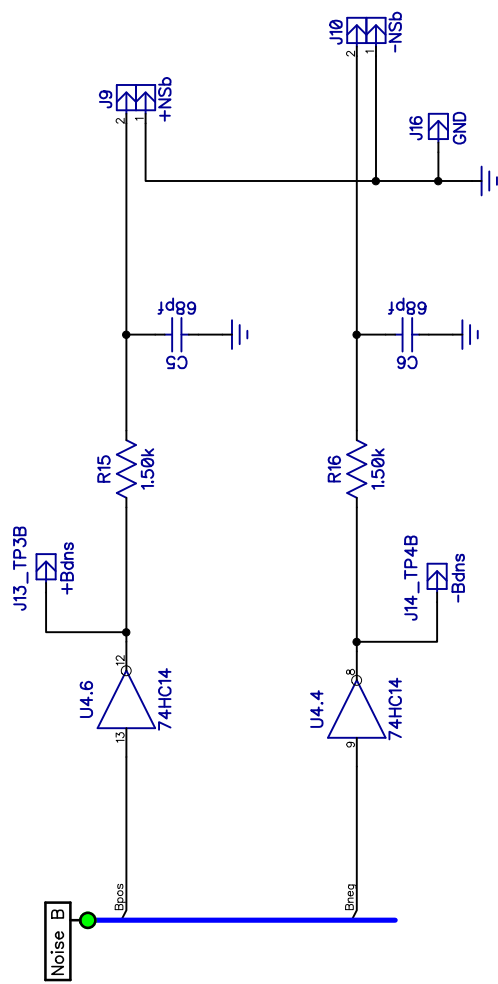 Noise B
Bpos
13
U4.6
74HC14
12
J13_TP3B
+Bdns
R15
1.50k
C5
68pf
J9
+NSb
2
1
Bneg
9
U4.4
74HC14
8
J14_TP4B
-Bdns
R16
1.50k
C6
68pf
J10
-NSb
2
1
J16
GND